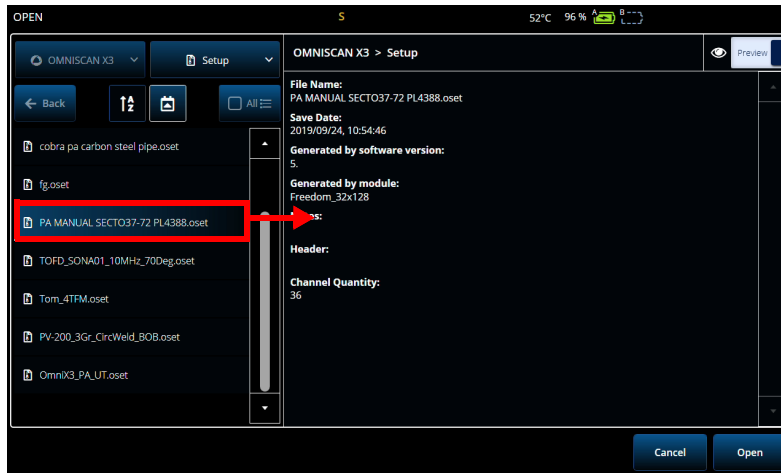 OPEN
S
52°C 96 % A B
OMNISCAN X3
Setup
OMNISCAN X3 > Setup
Preview
Back
All
cobra pa carbon steel pipe.oset
fg.oset
PA MANUAL SECTO37-72 PL4388.oset
TOFD_SONA01_10MHz_70Deg.oset
Tom_4TFM.oset
PV-200_3Gr_CircWeld_BOB.oset
OmniX3_PA_UT.oset
File Name:
PA MANUAL SECTO37-72 PL4388.oset
Save Date:
2019/09/24, 10:54:46
Generated by software version:
5.
Generated by module:
Freedom_32x128
Header:
Channel Quantity:
36
Cancel
Open